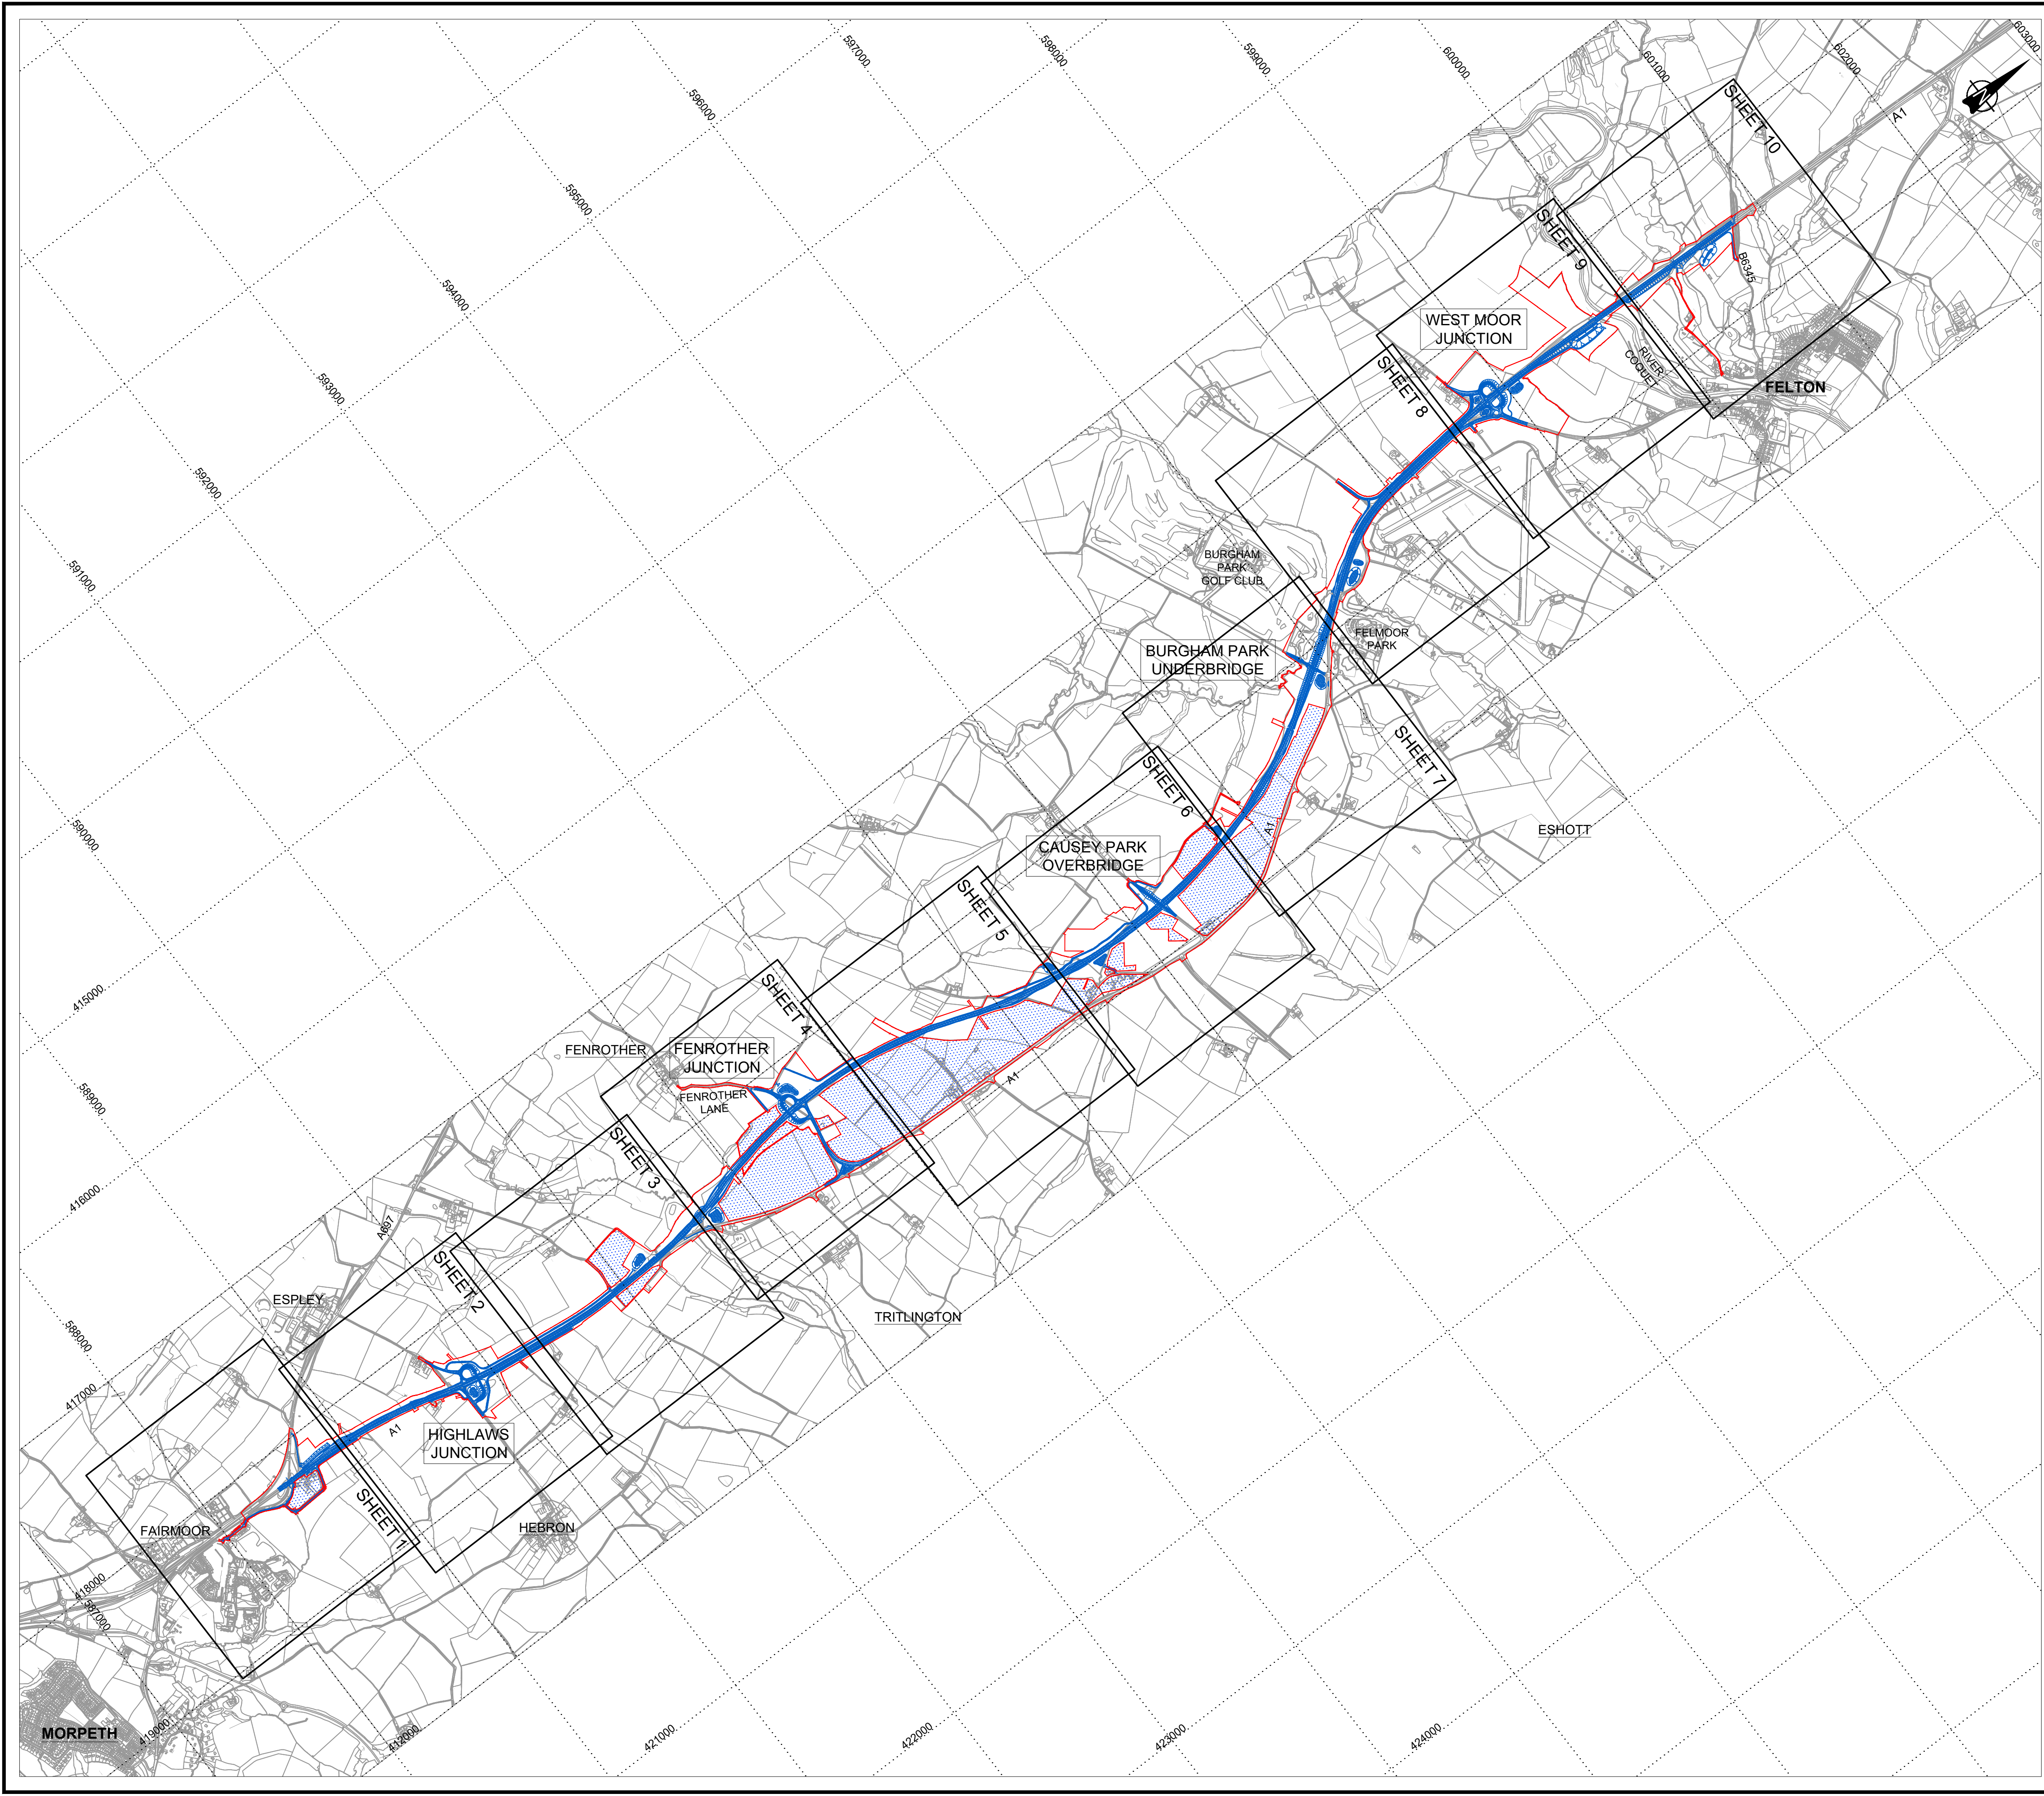 597000
598000
599000
600000
601000
602000
603000
596000
595000
594000
593000
592000
591000
590000
589000
588000
587000
415000
416000
417000
418000
419000
412000
421000
422000
423000
424000
N
SHEET 10
A1
SHEET 9
B6345
WEST MOOR
JUNCTION
RIVER
COQUET
FELTON
SHEET 8
BURGHAM
PARK
GOLF CLUB
FELMOOR
PARK
BURGHAM PARK
UNDERBRIDGE
SHEET 7
SHEET 6
A1
ESHOTT
CAUSEY PARK
OVERBRIDGE
SHEET 5
SHEET 4
FENROTHER
FENROTHER
JUNCTION
FENROTHER
LANE
A1
SHEET 3
A697
SHEET 2
ESPLEY
TRITLINGTON
A1
HIGHLAWS
JUNCTION
SHEET 1
HEBRON
FAIRMOOR
MORPETH